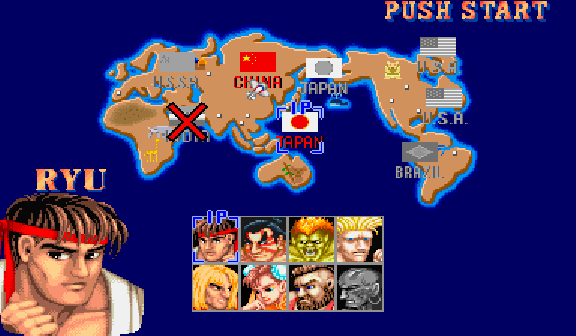 PUSH START
U.S.S.R
CHINA
JAPAN
U.S.A.
U.S.A.
1P
JAPAN
BRAZIL
RYU
1P